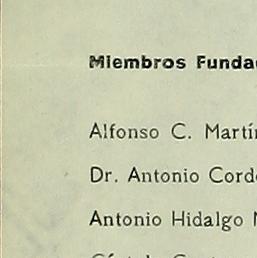 Miembros Funda
Alfonso C. Martí
Dr. Antonio Cord
Antonio Hidalgo